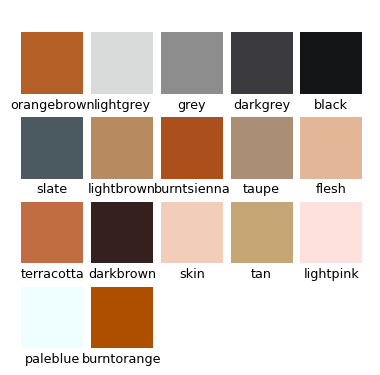 orangebrown lightgrey grey darkgrey black
slate lightbrown burntsienna taupe flesh
terracotta darkbrown skin tan lightpink
paleblue burntorange